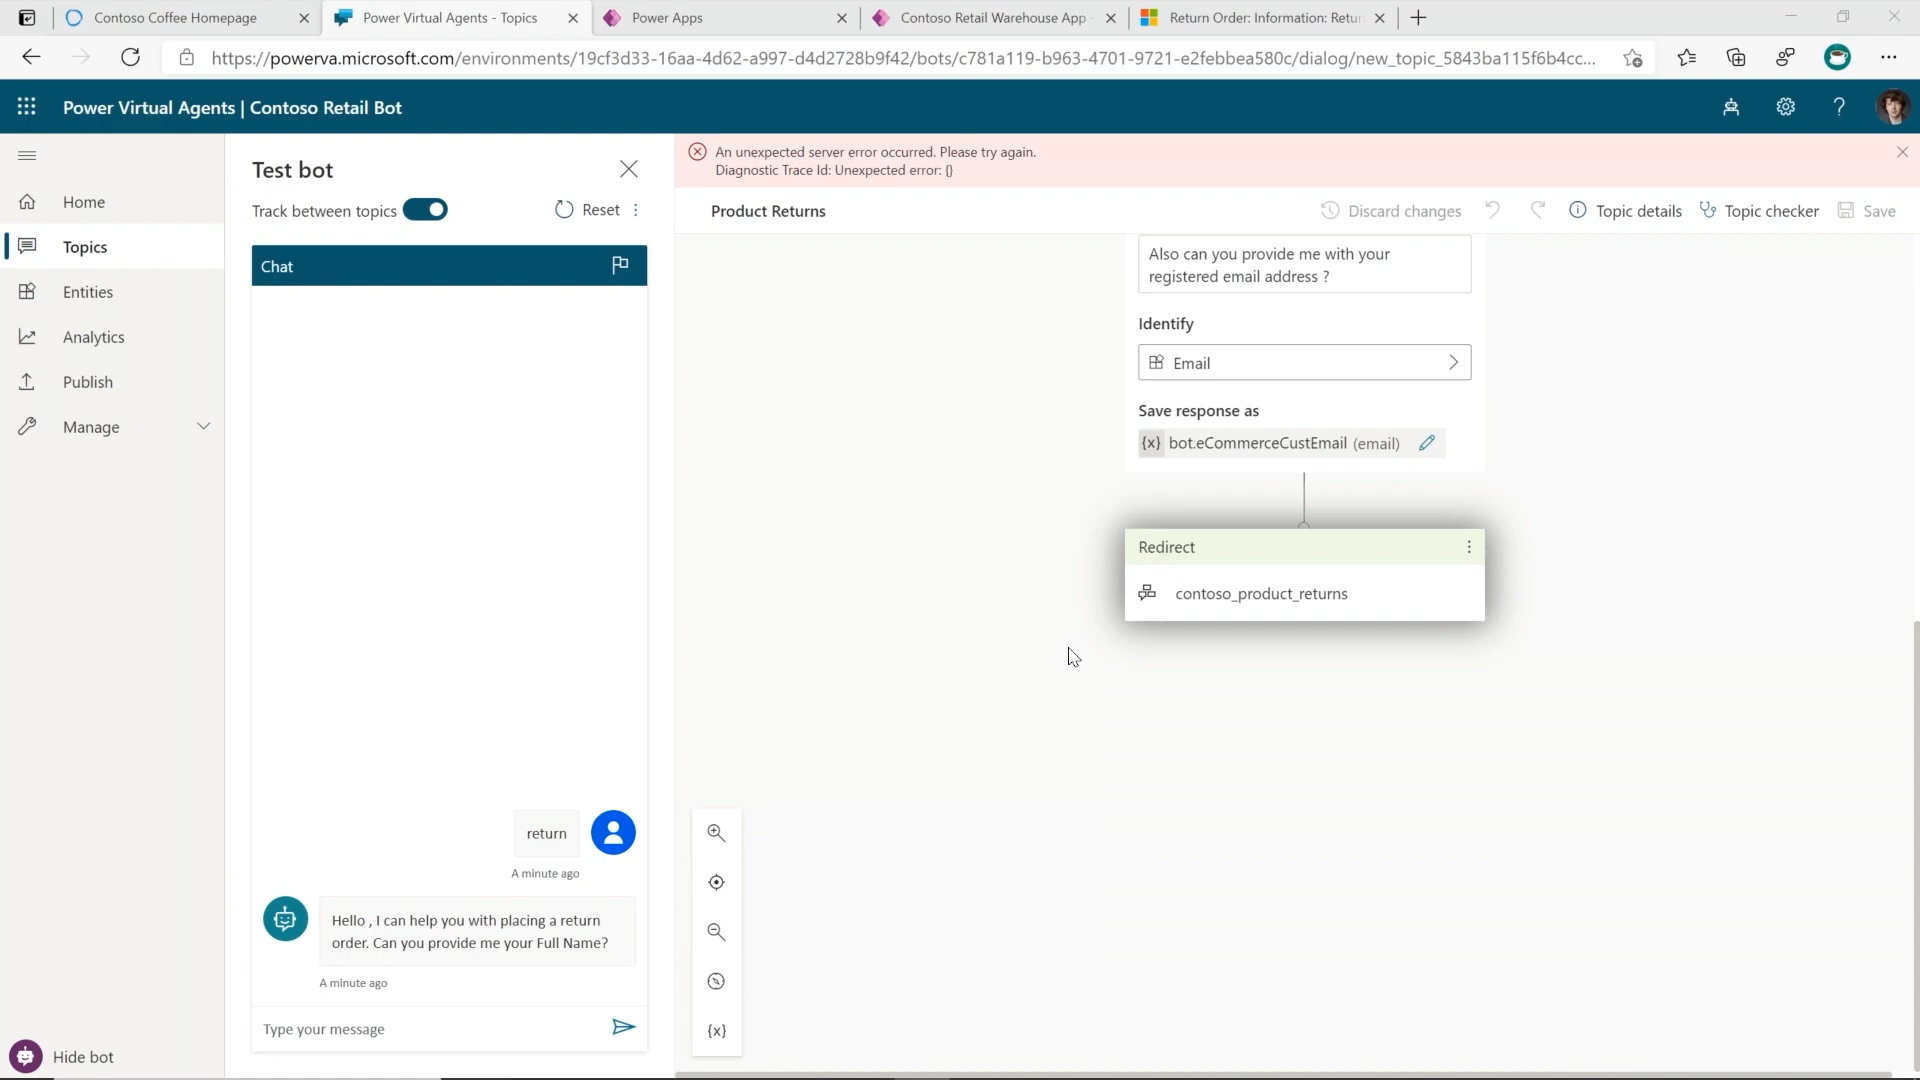 Contoso Coffee Homepage
Power Virtual Agents - Topics
Power Apps
Contoso Retail Warehouse App -
Return Order: Information: Retur
https://powerva.microsoft.com/environments/19cf3d33-16aa-4d62-a997-d4d2728b9f42/bots/c781a119-b963-4701-9721-e2febbea580c/dialog/new_topic_5843ba115f6b4cc...
Power Virtual Agents | Contoso Retail Bot
Home
Topics
Entities
Analytics
Publish
Manage
Hide bot
Test bot
Track between topics
Reset
Chat
return
A minute ago
Hello , I can help you with placing a return
order. Can you provide me your Full Name?
A minute ago
Type your message
An unexpected server error occurred. Please try again.
Diagnostic Trace Id: Unexpected error: {}
Product Returns
Discard changes
Topic details
Topic checker
Save
Also can you provide me with your
registered email address ?
Identify
Email
Save response as
{x} bot.eCommerceCustEmail (email)
Redirect
contoso_product_returns
{x}